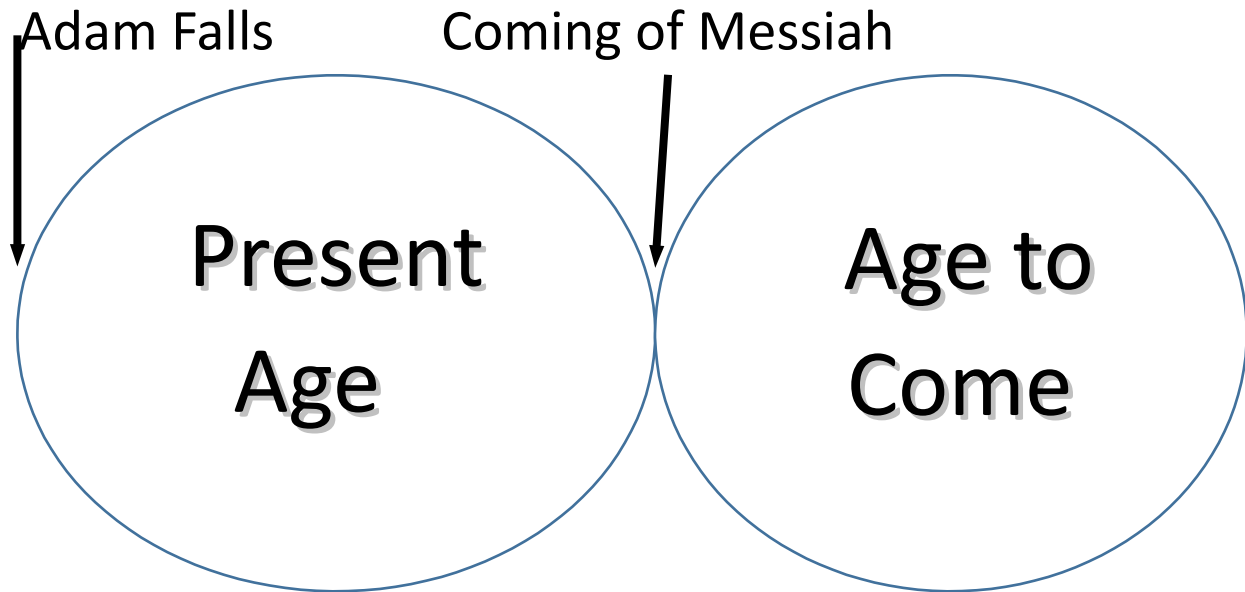 Adam Falls
Coming of Messiah
Present
Age
Age to
Come